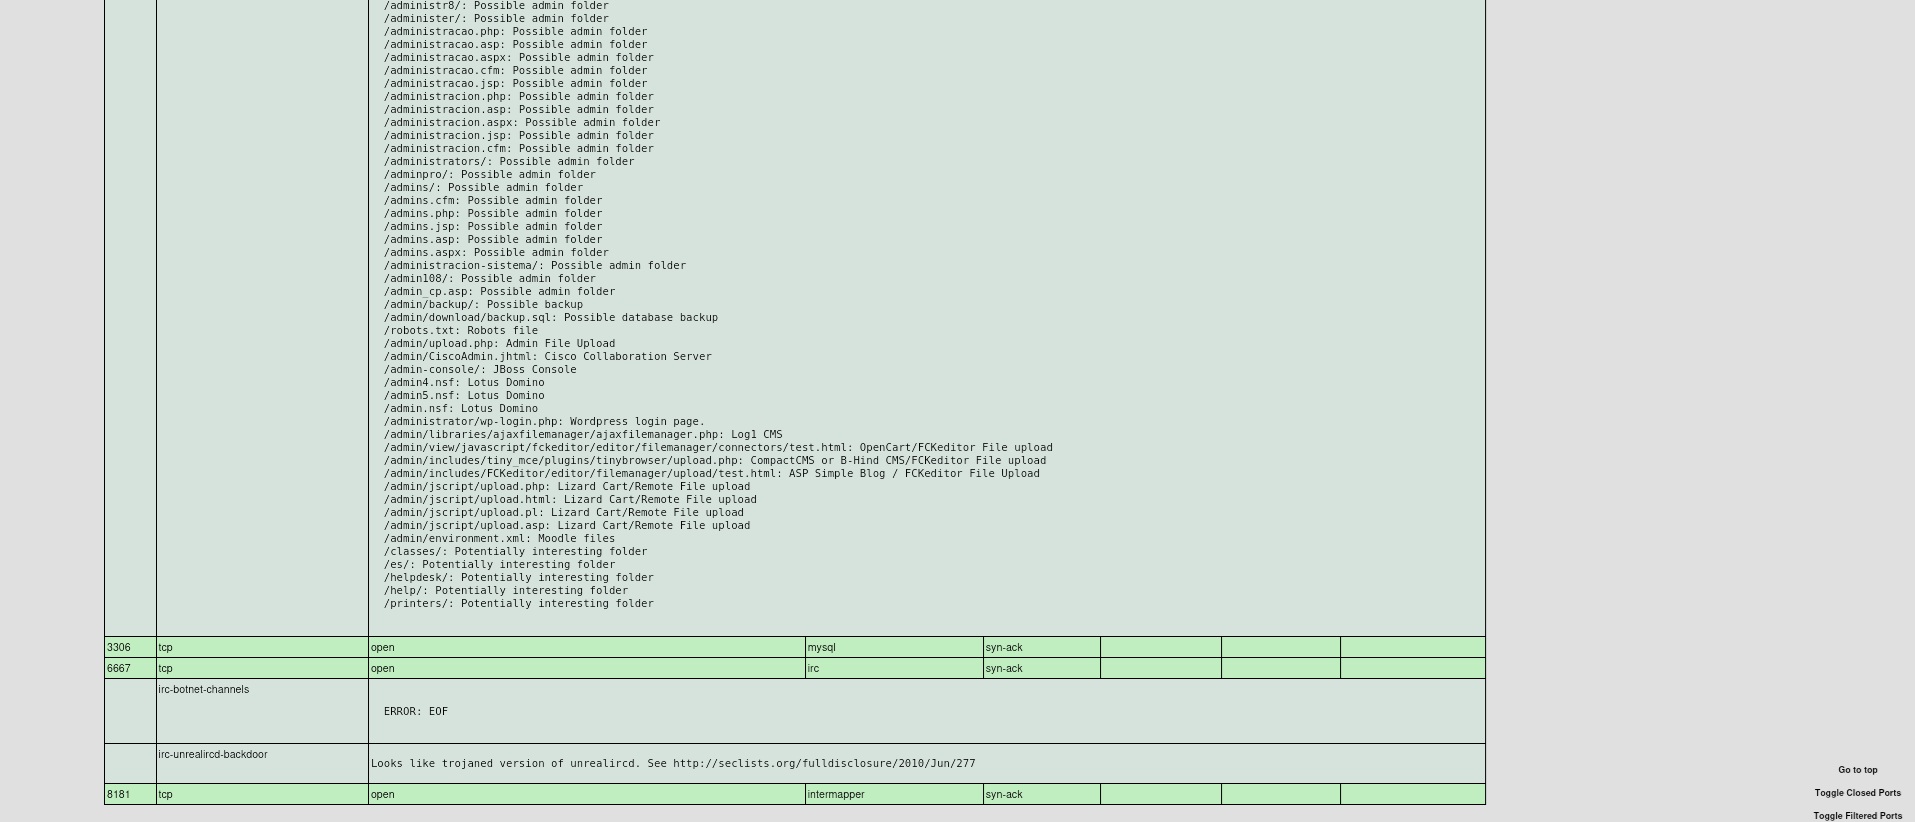 /administr8/: Possible admin folder
/administer/: Possible admin folder
/administracao.php: Possible admin folder
/administracao.asp: Possible admin folder
/administracao.aspx: Possible admin folder
/administracao.cfm: Possible admin folder
/administracao.jsp: Possible admin folder
/administracion.php: Possible admin folder
/administracion.asp: Possible admin folder
/administracion.aspx: Possible admin folder
/administracion.jsp: Possible admin folder
/administracion.cfm: Possible admin folder
/administrators/: Possible admin folder
/adminpro/: Possible admin folder
/admins/: Possible admin folder
/admins.cfm: Possible admin folder
/admins.php: Possible admin folder
/admins.jsp: Possible admin folder
/admins.asp: Possible admin folder
/admins.aspx: Possible admin folder
/administracion-sistema/: Possible admin folder
/admin108/: Possible admin folder
/admin_cp.asp: Possible admin folder
/admin/backup/: Possible backup
/admin/download/backup.sql: Possible database backup
/robots.txt: Robots file
/admin/upload.php: Admin File Upload
/admin/CiscoAdmin.jhtml: Cisco Collaboration Server
/admin-console/: JBoss Console
/admin4.nsf: Lotus Domino
/admin5.nsf: Lotus Domino
/admin.nsf: Lotus Domino
/administrator/wp-login.php: Wordpress login page.
/admin/libraries/ajaxfilemanager/ajaxfilemanager.php: Log1 CMS
/admin/view/javascript/fckeditor/editor/filemanager/connectors/test.html: OpenCart/FCKeditor File upload
/admin/includes/tiny_mce/plugins/tinybrowser/upload.php: CompactCMS or B-Hind CMS/FCKeditor File upload
/admin/includes/FCKeditor/editor/filemanager/upload/test.html: ASP Simple Blog / FCKeditor File Upload
/admin/jscript/upload.php: Lizard Cart/Remote File upload
/admin/jscript/upload.html: Lizard Cart/Remote File upload
/admin/jscript/upload.pl: Lizard Cart/Remote File upload
/admin/jscript/upload.asp: Lizard Cart/Remote File upload
/admin/environment.xml: Moodle files
/classes/: Potentially interesting folder
/es/: Potentially interesting folder
/helpdesk/: Potentially interesting folder
/help/: Potentially interesting folder
/printers/: Potentially interesting folder
3306 tcp open mysql syn-ack
6667 tcp open irc syn-ack
irc-botnet-channels
ERROR: EOF
irc-unrealircd-backdoor
Looks like trojaned version of unrealircd. See http://seclists.org/fulldisclosure/2010/Jun/277
8181 tcp open intermapper syn-ack
Go to top
Toggle Closed Ports
Toggle Filtered Ports